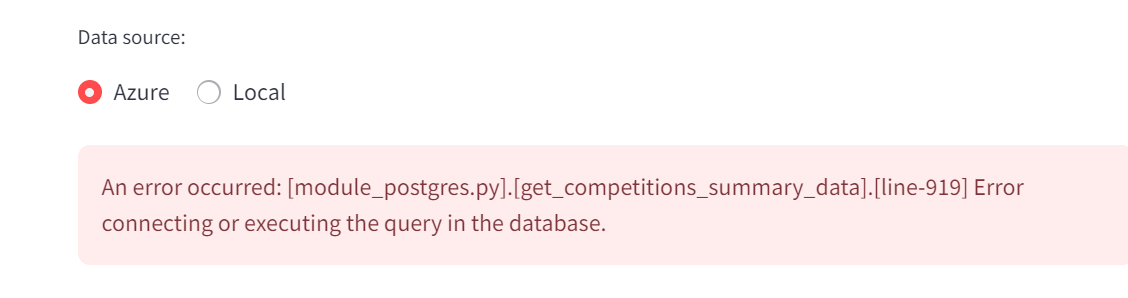 Data source:
Azure Local
An error occurred: [module_postgres.py].[get_competitions_summary_data].[line-919] Error
connecting or executing the query in the database.